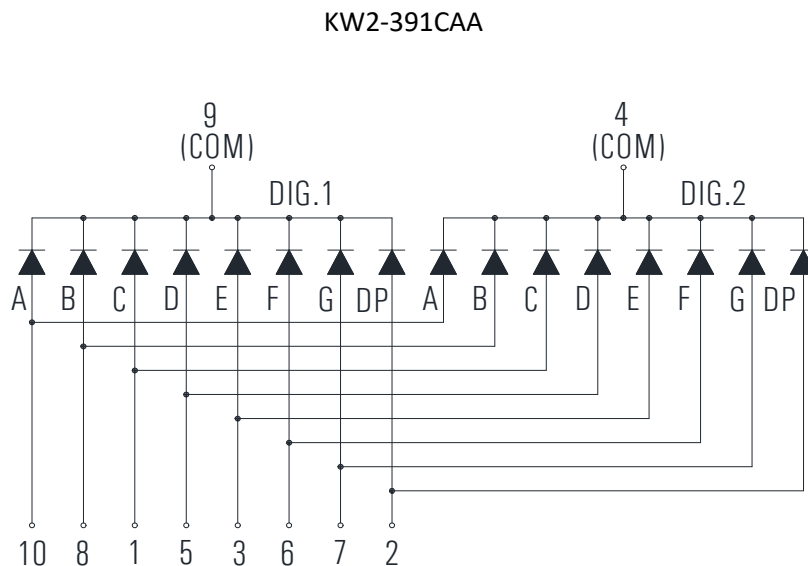 KW2-391CAA
9 4
(COM) (COM)
DIG.1 DIG.2
A B C D E F G DP A B C D E F G DP
10 8 1 5 3 6 7 2